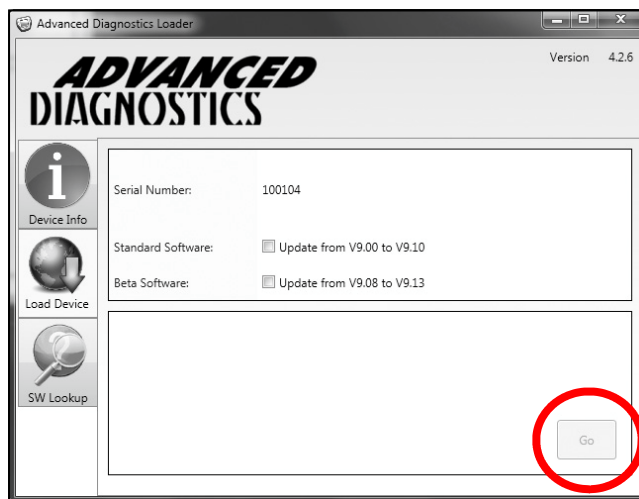 Advanced Diagnostics Loader
Version 4.2.6
ADVANCED
DIAGNOSTICS
Device Info
Load Device
SW Lookup
Serial Number: 100104
Standard Software: Update from V9.00 to V9.10
Beta Software: Update from V9.08 to V9.13
Go